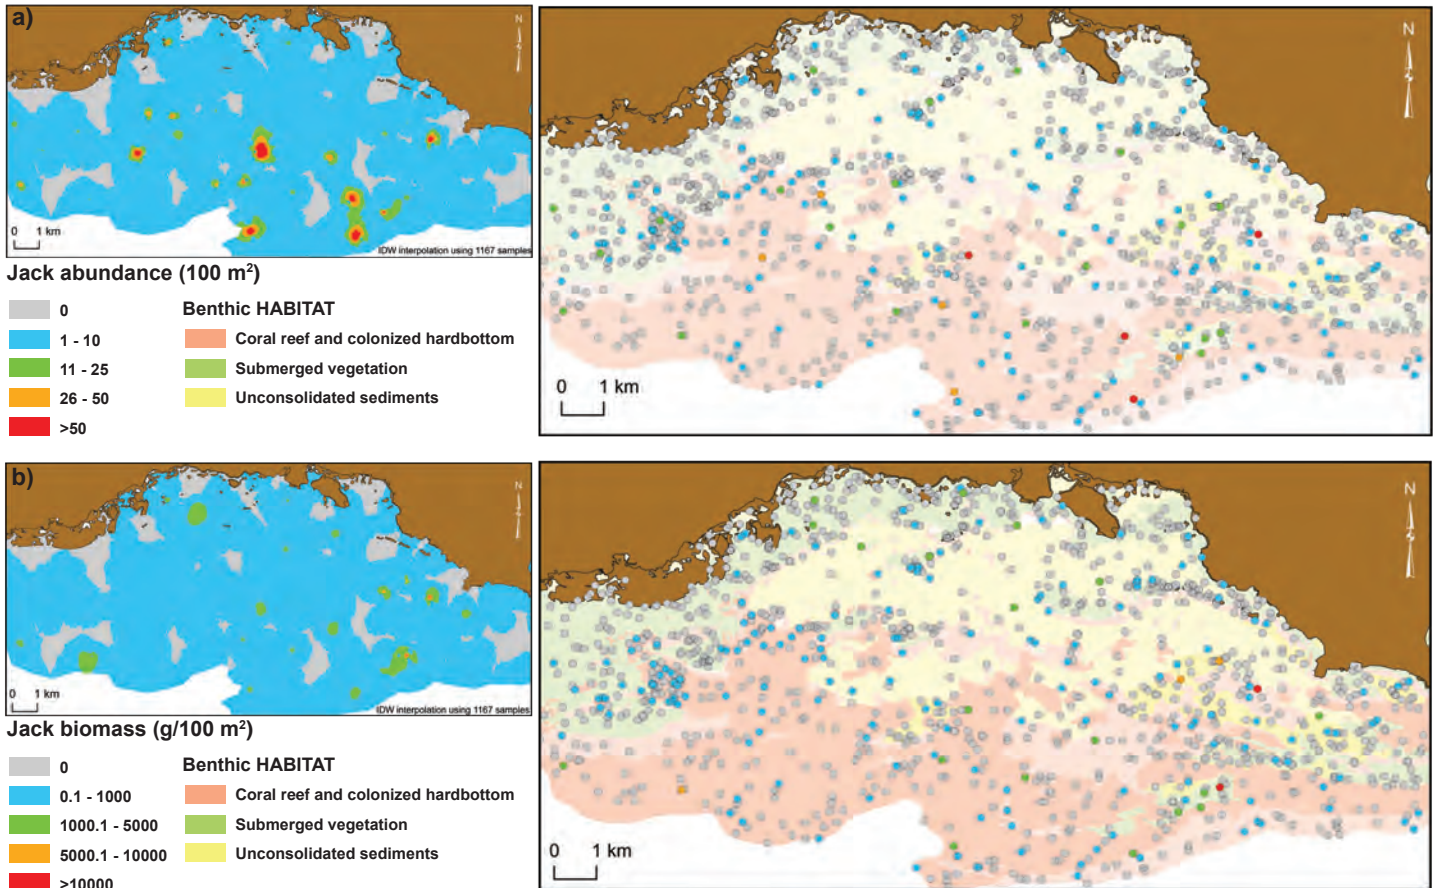 a)
N
N
0 1 km
IDW interpolation using 1167 samples
0 1 km
Jack abundance (100 m²)
0
1 - 10
11 - 25
26 - 50
>50
Benthic HABITAT
Coral reef and colonized hardbottom
Submerged vegetation
Unconsolidated sediments
b)
N
N
0 1 km
IDW interpolation using 1167 samples
0 1 km
Jack biomass (g/100 m²)
0
0.1 - 1000
1000.1 - 5000
5000.1 - 10000
>10000
Benthic HABITAT
Coral reef and colonized hardbottom
Submerged vegetation
Unconsolidated sediments